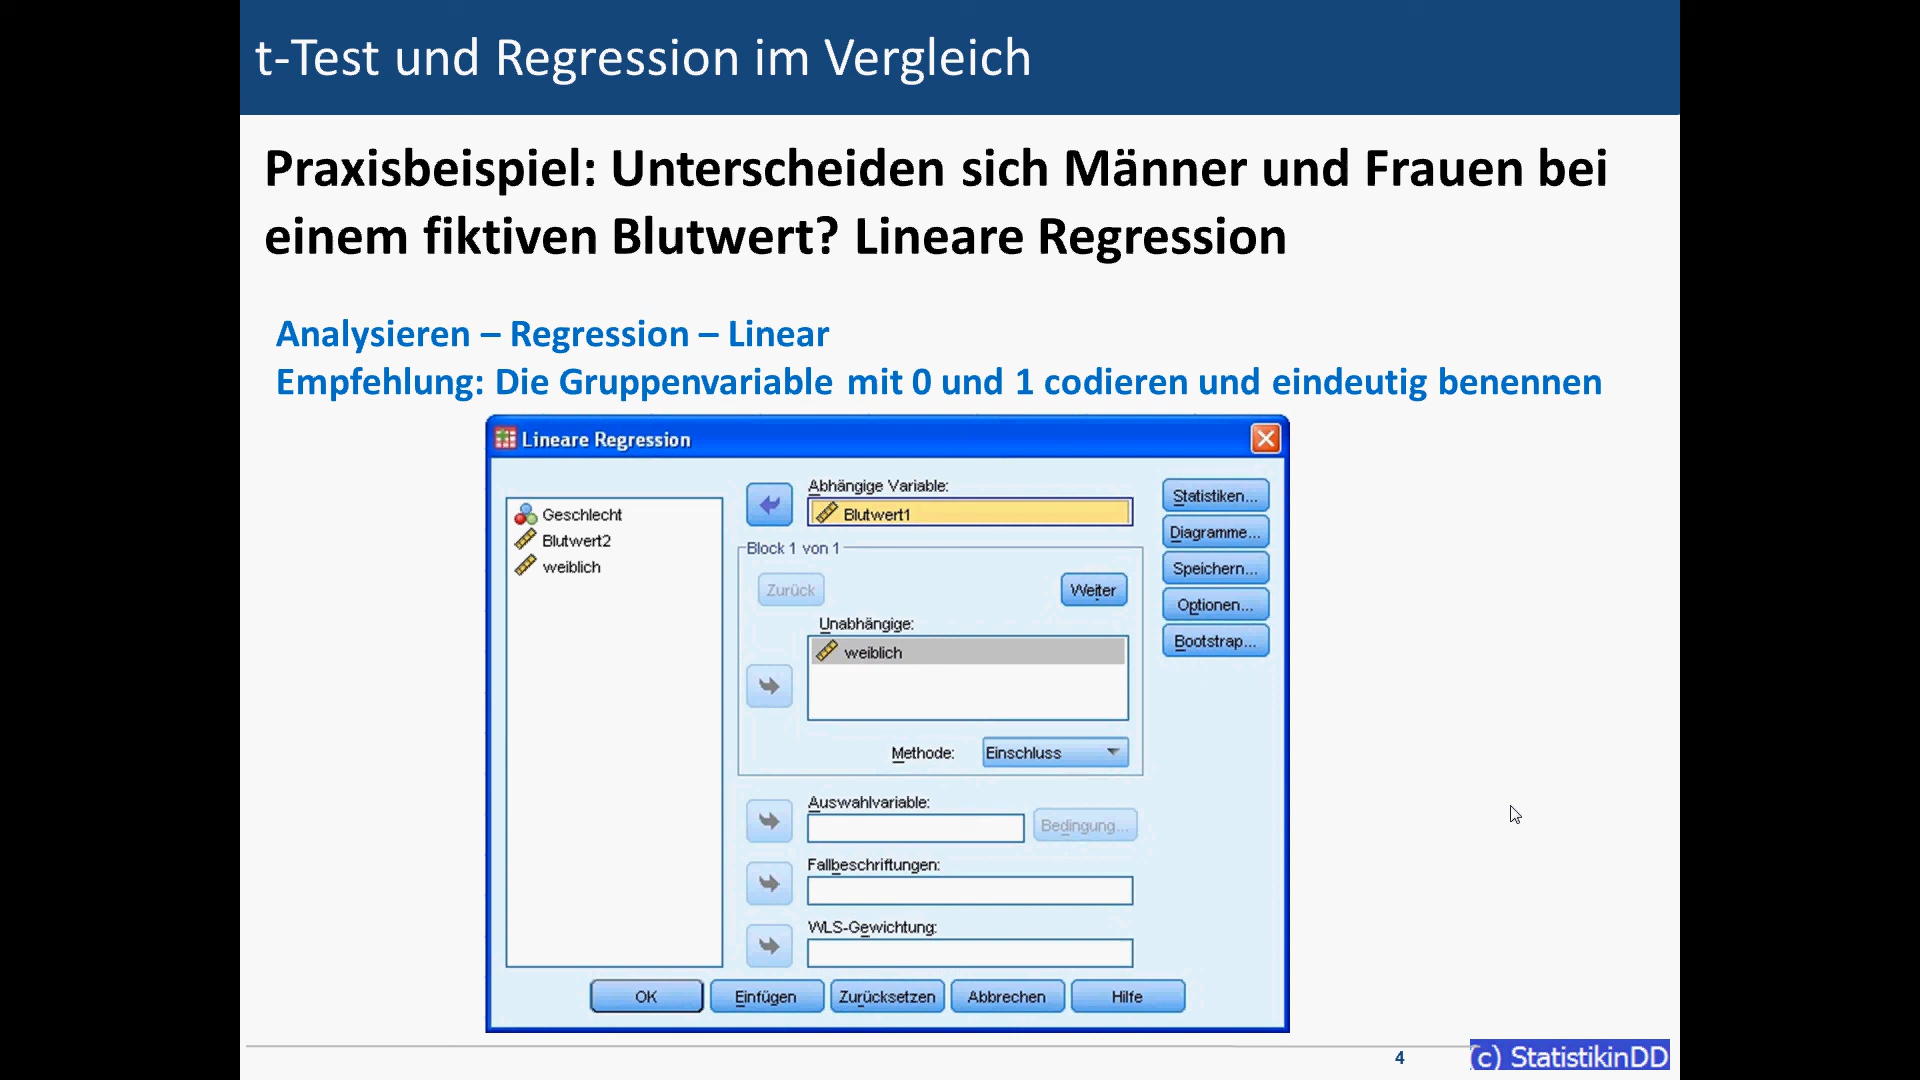 t-Test und Regression im Vergleich
Praxisbeispiel: Unterscheiden sich Männer und Frauen bei
einem fiktiven Blutwert? Lineare Regression
Analysieren – Regression – Linear
Empfehlung: Die Gruppenvariable mit 0 und 1 codieren und eindeutig benennen
Lineare Regression
Geschlecht
Blutwert2
weiblich
Abhängige Variable:
Blutwert1
Block 1 von 1
Zurück
Weiter
Unabhängige:
weiblich
Methode:
Einschluss
Auswahlvariable:
Bedingung...
Fallbeschriftungen:
WLS-Gewichtung:
Statistiken...
Diagramme...
Speichern...
Optionen...
Bootstrap...
OK
Einfügen
Zurücksetzen
Abbrechen
Hilfe
4
(c) StatistikinDD